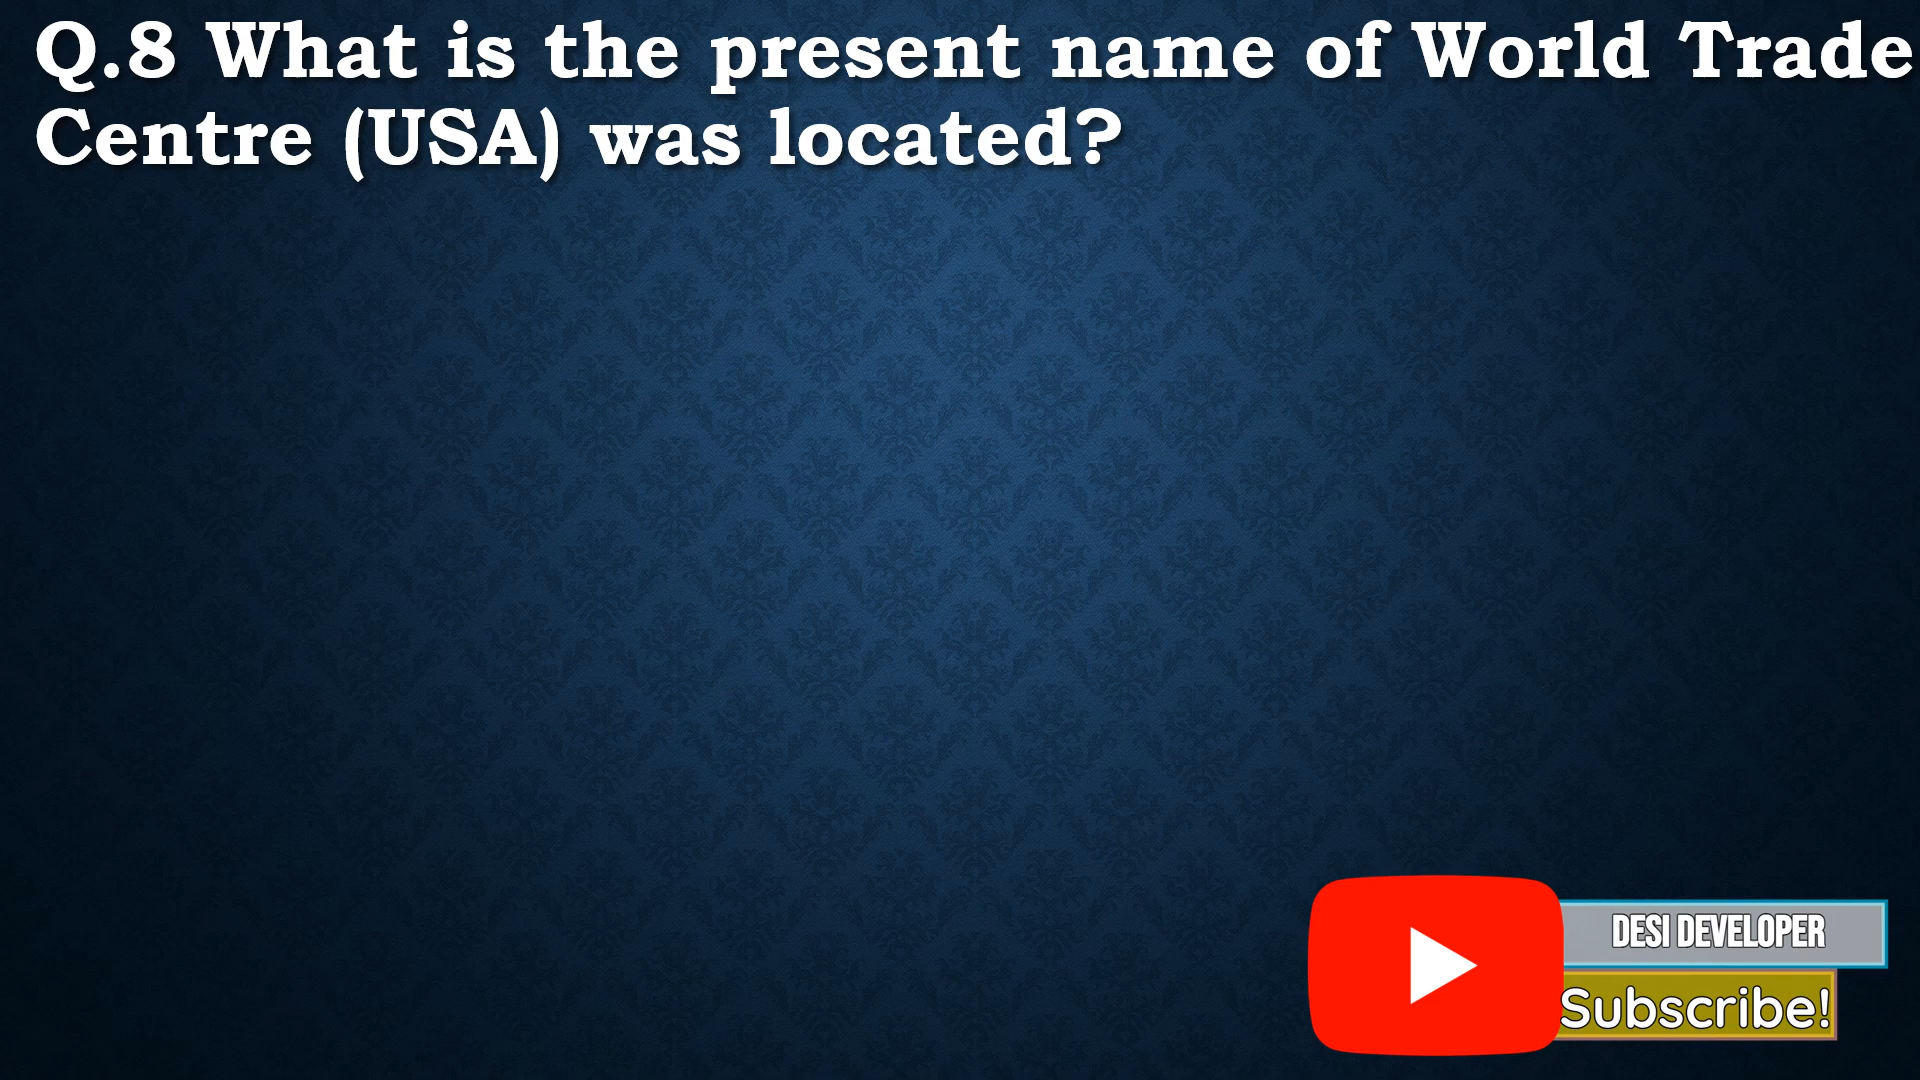 Q.8 What is the present name of World Trade
Centre (USA) was located?
DESI DEVELOPER
Subscribe!